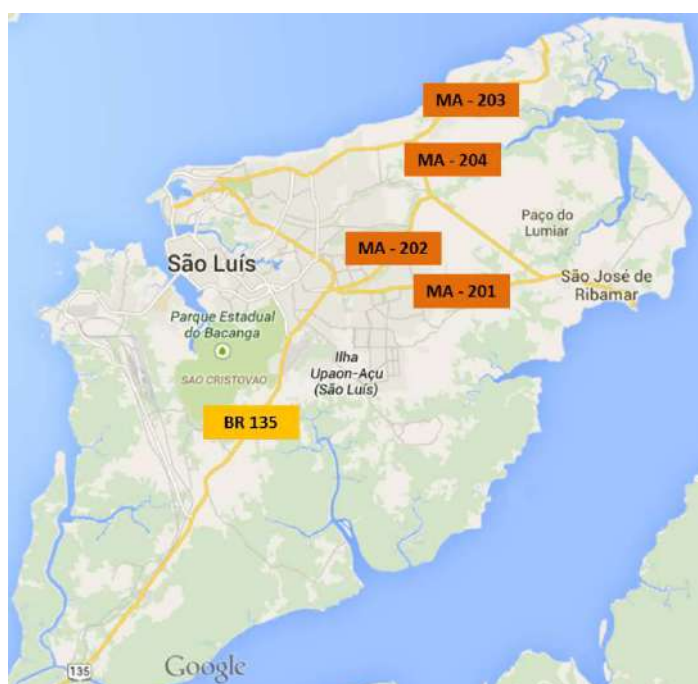 MA - 203
MA - 204
Paço do
Lumiar
MA - 202
São Luís
São José de
Ribamar
MA - 201
Parque Estadual
do Bacanga
SAO CRISTOVAO
Ilha
Upaon-Açu
(São Luís)
BR 135
135
Google